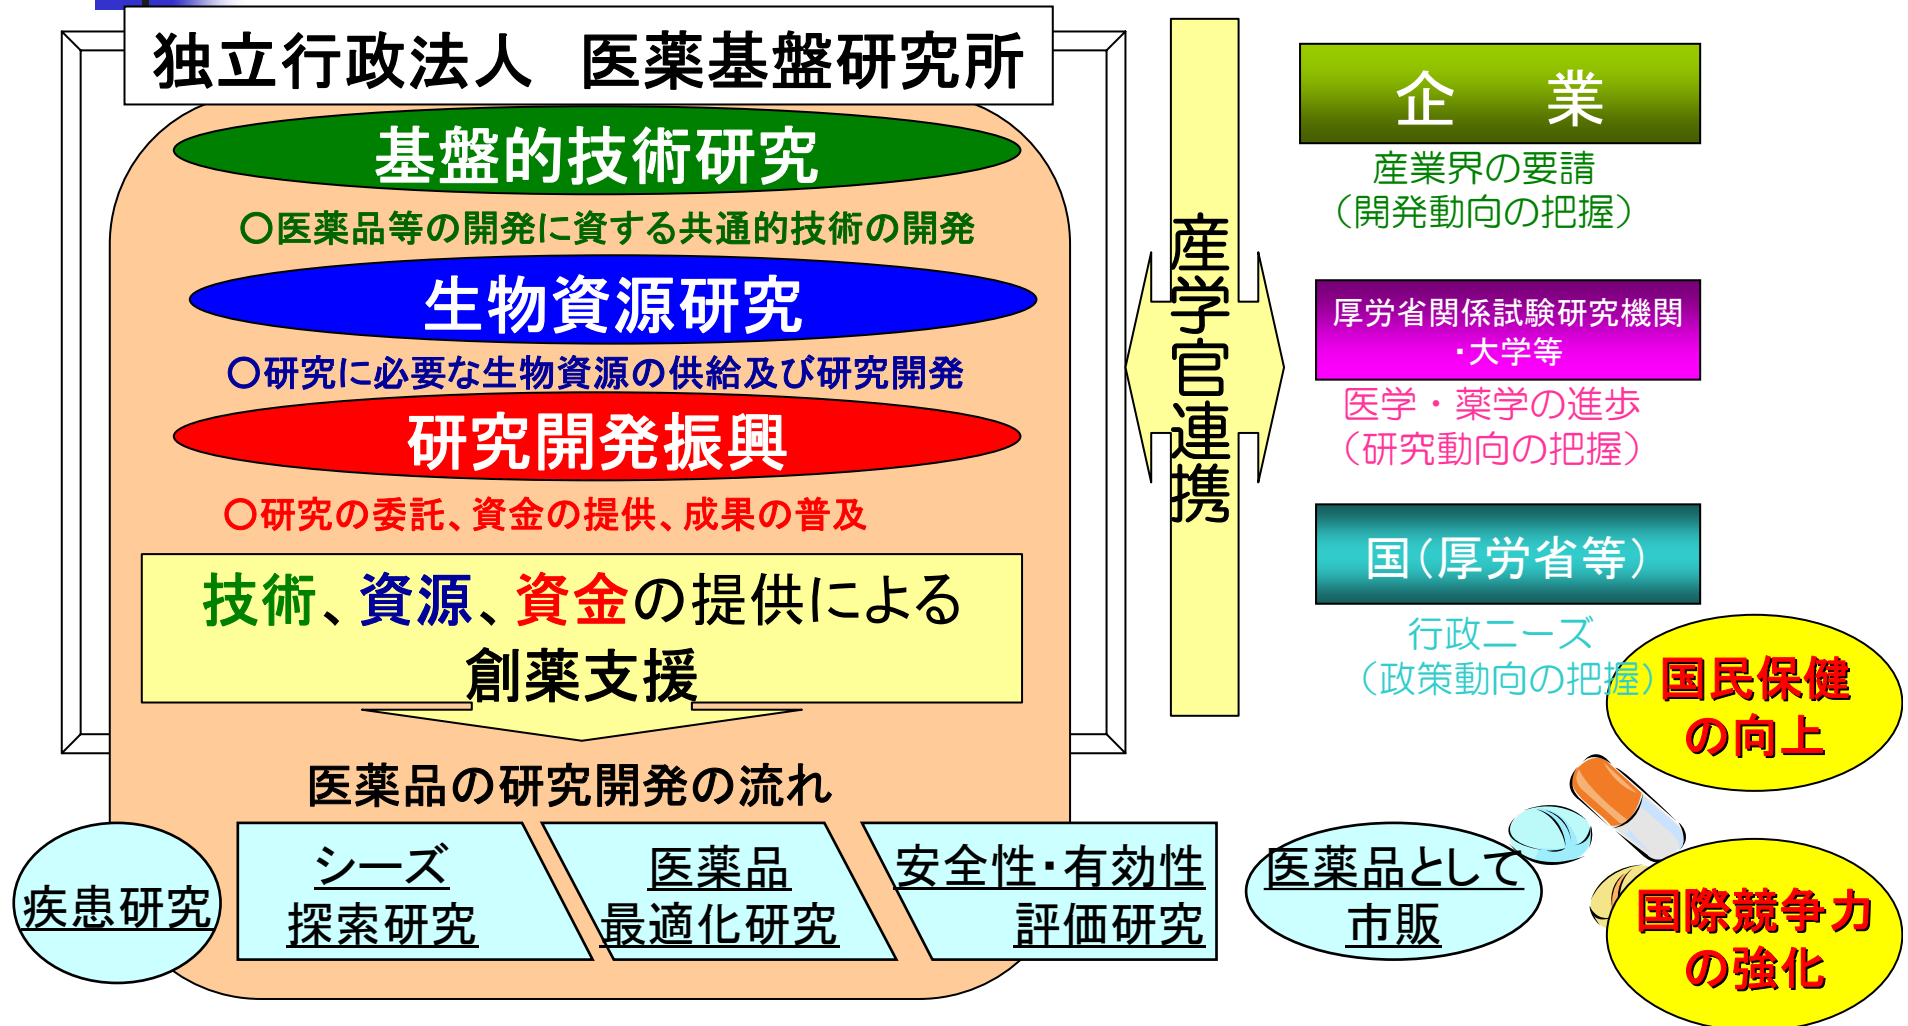 独立行政法人　医薬基盤研究所
基盤的技術研究
○医薬品等の開発に資する共通的技術の開発
生物資源研究
○研究に必要な生物資源の供給及び研究開発
研究開発振興
○研究の委託、資金の提供、成果の普及
技術、資源、資金の提供による
創薬支援
医薬品の研究開発の流れ
疾患研究
シーズ
探索研究
医薬品
最適化研究
安全性・有効性
評価研究
医薬品として
市販
産学官連携
企　業
産業界の要請
（開発動向の把握）
厚労省関係試験研究機関
・大学等
医学・薬学の進歩
（研究動向の把握）
国（厚労省等）
行政ニーズ
（政策動向の把握）
国民保健
の向上
国際競争力
の強化